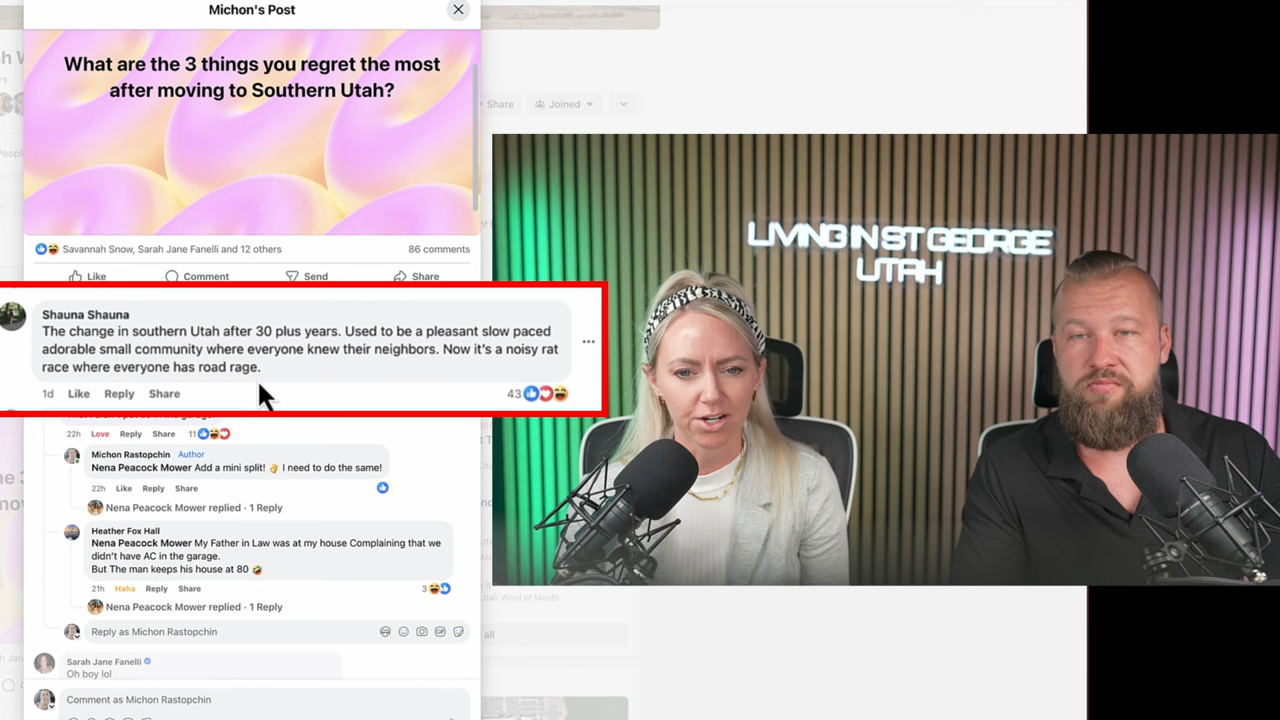 Michon's Post
What are the 3 things you regret the most
after moving to Southern Utah?
Savannah Snow, Sarah Jane Fanelli and 12 others
86 comments
Like
Comment
Send
Share
Share
Joined
Shauna Shauna
The change in southern Utah after 30 plus years. Used to be a pleasant slow paced
adorable small community where everyone knew their neighbors. Now it's a noisy rat
race where everyone has road rage.
1d Like Reply Share
43
22h Love Reply Share 11
Michon Rastopchin Author
Nena Peacock Mower Add a mini split! 👌 I need to do the same!
22h Like Reply Share
Nena Peacock Mower replied · 1 Reply
Heather Fox Hall
Nena Peacock Mower My Father in Law was at my house Complaining that we
didn't have AC in the garage.
But The man keeps his house at 80 🤣
21h Haha Reply Share 3
Nena Peacock Mower replied · 1 Reply
Reply as Michon Rastopchin
GIF
Sarah Jane Fanelli
Oh boy lol
Comment as Michon Rastopchin
LIVING IN ST GEORGE
UTAH
Utah Word of Mouth
all